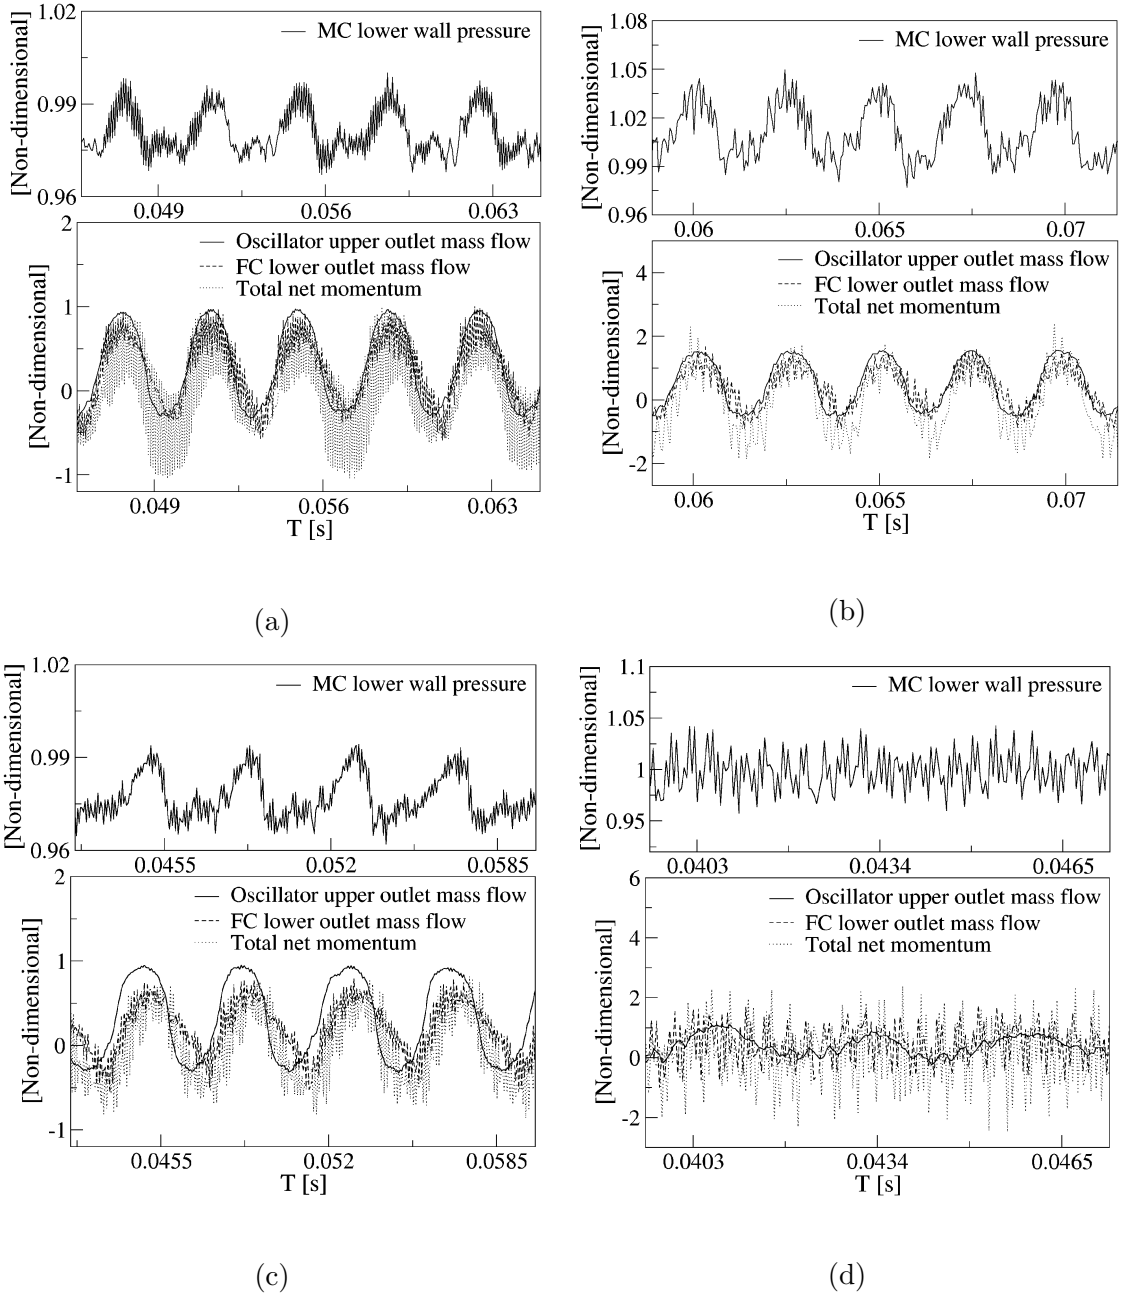 [Non-dimensional]
1.02
0.99
0.96
MC lower wall pressure
0.049
0.056
0.063
[Non-dimensional]
2
1
0
-1
Oscillator upper outlet mass flow
FC lower outlet mass flow
Total net momentum
0.049
0.056
0.063
T [s]
(a)
[Non-dimensional]
1.08
1.05
1.02
0.99
0.96
MC lower wall pressure
0.06
0.065
0.07
[Non-dimensional]
4
2
0
-2
Oscillator upper outlet mass flow
FC lower outlet mass flow
Total net momentum
0.06
0.065
0.07
T [s]
(b)
[Non-dimensional]
1.02
0.99
0.96
MC lower wall pressure
0.0455
0.052
0.0585
[Non-dimensional]
2
1
0
-1
Oscillator upper outlet mass flow
FC lower outlet mass flow
Total net momentum
0.0455
0.052
0.0585
T [s]
(c)
[Non-dimensional]
1.1
1.05
1
0.95
MC lower wall pressure
0.0403
0.0434
0.0465
[Non-dimensional]
6
4
2
0
-2
Oscillator upper outlet mass flow
FC lower outlet mass flow
Total net momentum
0.0403
0.0434
0.0465
T [s]
(d)